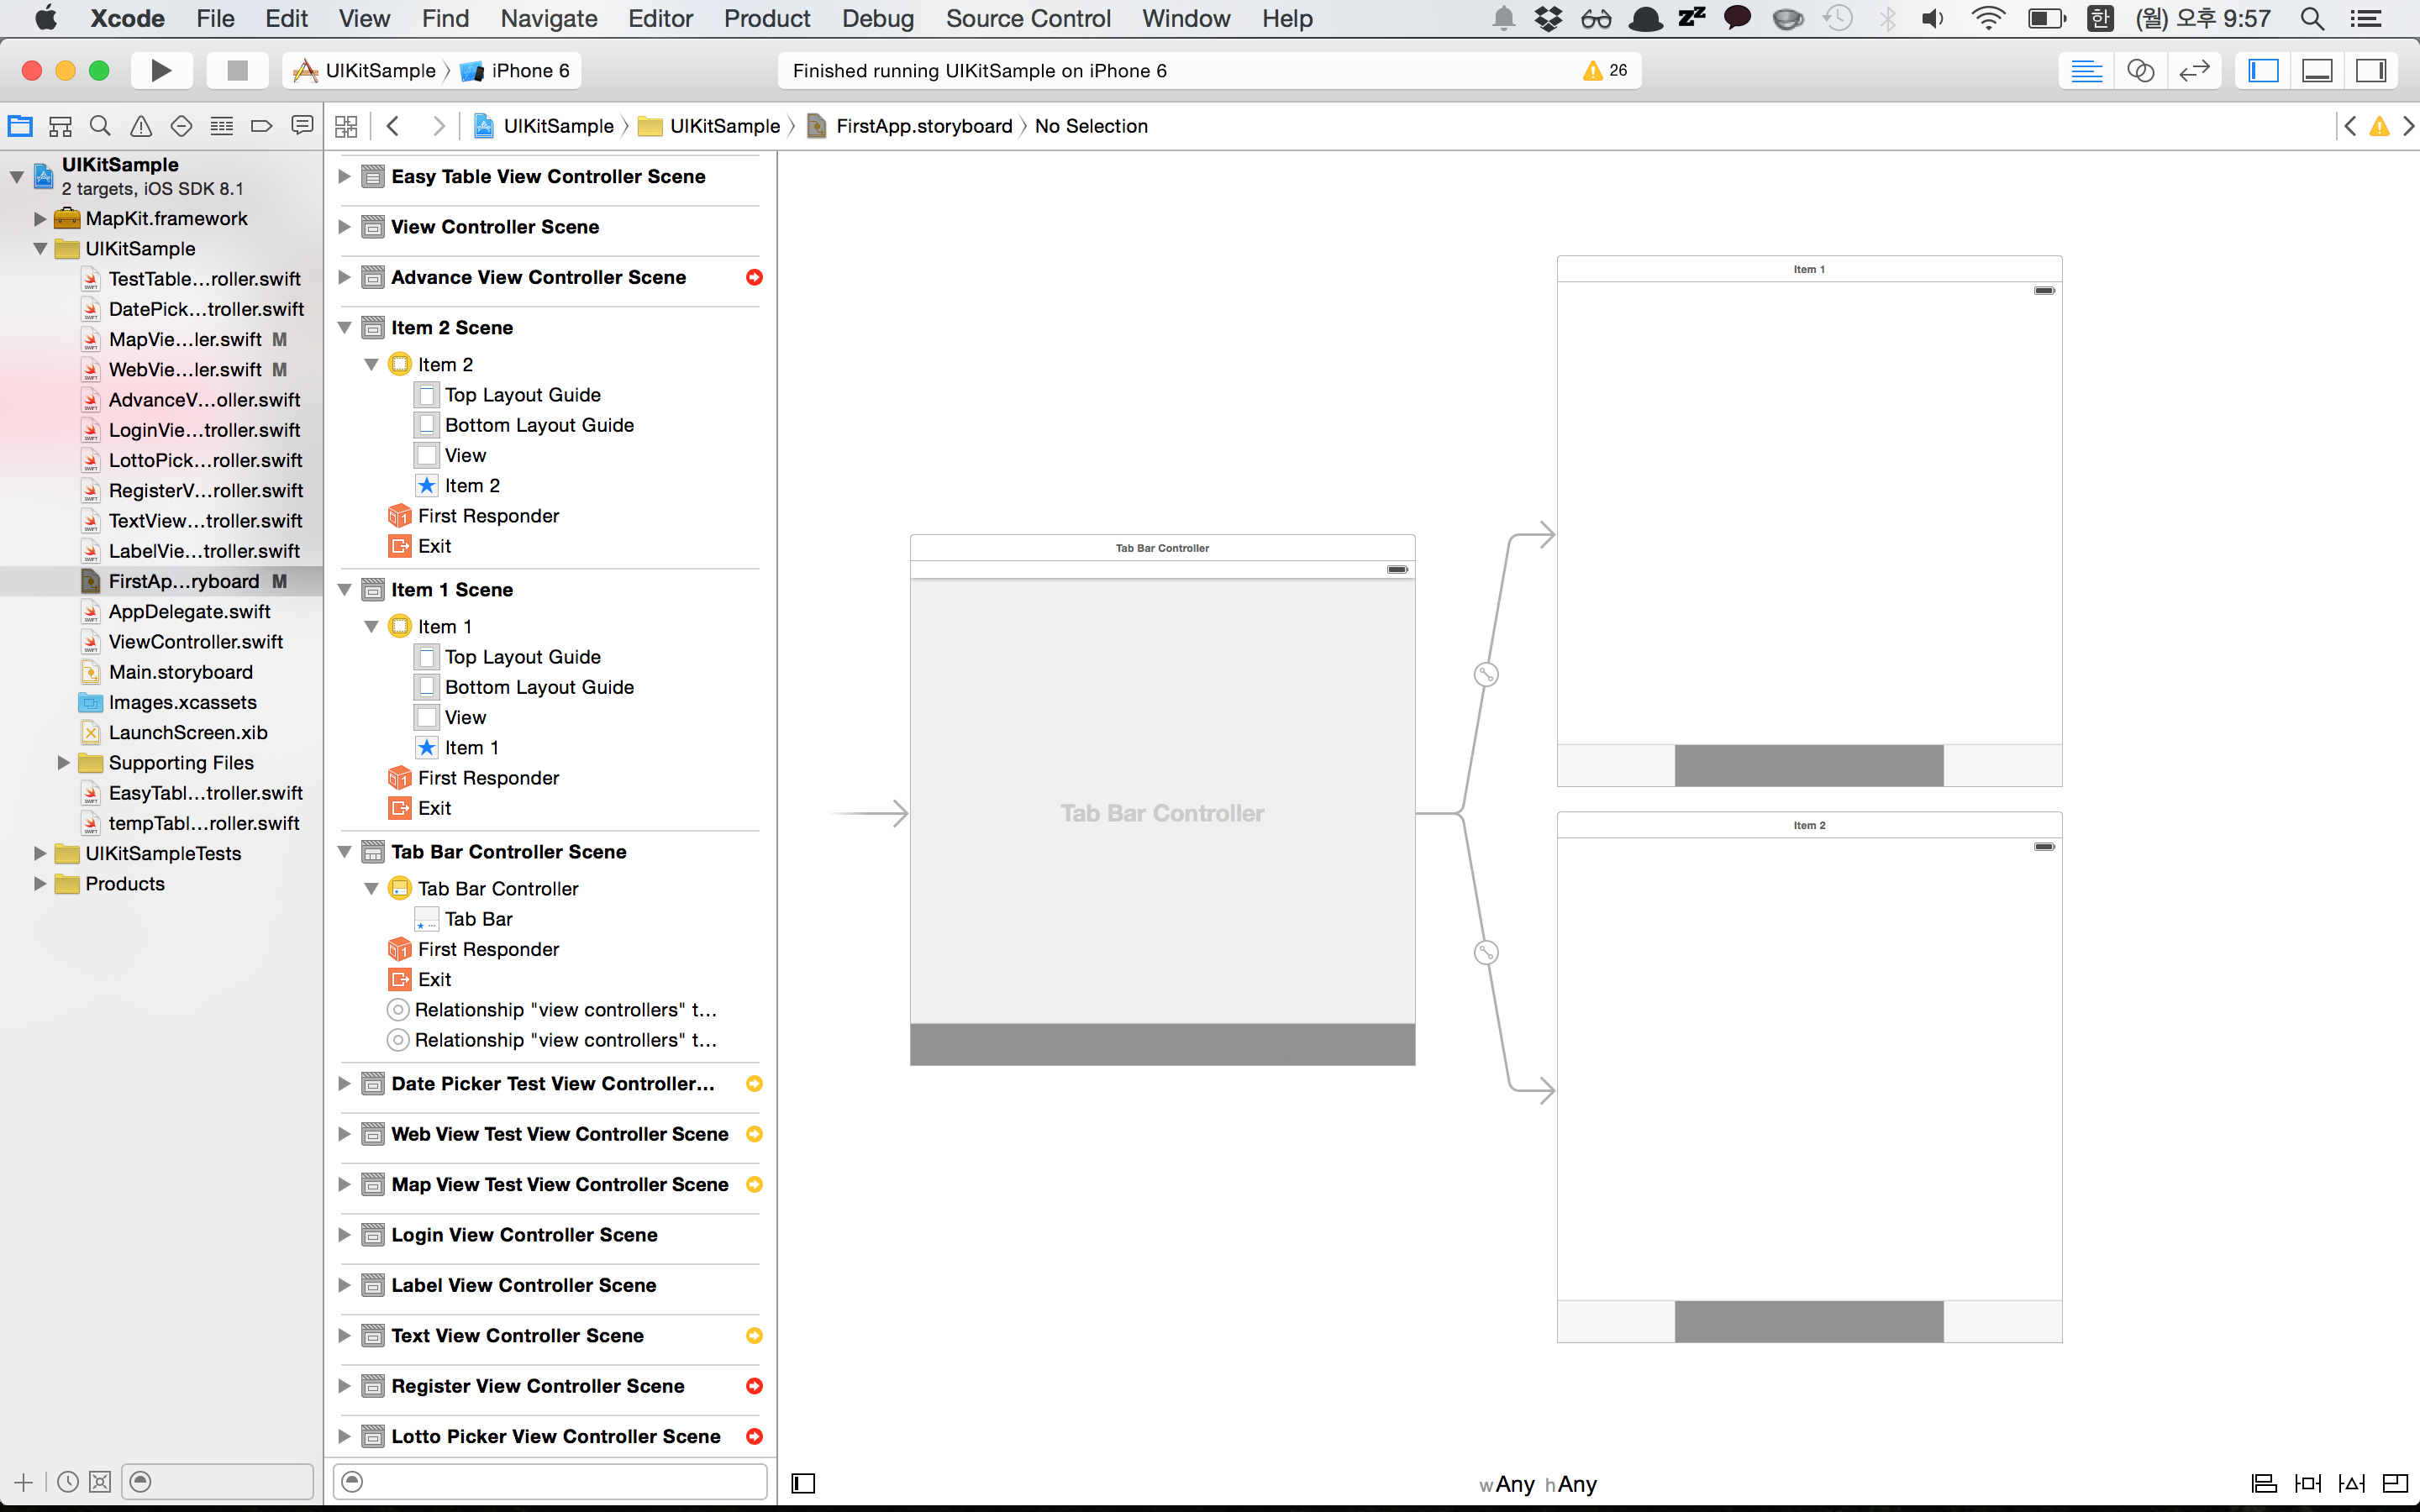 Xcode File Edit View Find Navigate Editor Product Debug Source Control Window Help zZ 한 (월) 오후 9:57
UIKitSample iPhone 6 Finished running UIKitSample on iPhone 6 26
UIKitSample UIKitSample FirstApp.storyboard No Selection
UIKitSample
2 targets, iOS SDK 8.1
MapKit.framework
UIKitSample
TestTable...roller.swift
DatePick...troller.swift
MapVie...ler.swift M
WebVie...ler.swift M
AdvanceV...oller.swift
LoginVie...troller.swift
LottoPick...roller.swift
RegisterV...roller.swift
TextView...troller.swift
LabelVie...troller.swift
FirstAp...ryboard M
AppDelegate.swift
ViewController.swift
Main.storyboard
Images.xcassets
LaunchScreen.xib
Supporting Files
EasyTabl...troller.swift
tempTabl...roller.swift
UIKitSampleTests
Products
Easy Table View Controller Scene
View Controller Scene
Advance View Controller Scene
Item 2 Scene
Item 2
Top Layout Guide
Bottom Layout Guide
View
Item 2
First Responder
Exit
Item 1 Scene
Item 1
Top Layout Guide
Bottom Layout Guide
View
Item 1
First Responder
Exit
Tab Bar Controller Scene
Tab Bar Controller
Tab Bar
First Responder
Exit
Relationship "view controllers" t...
Relationship "view controllers" t...
Date Picker Test View Controller...
Web View Test View Controller Scene
Map View Test View Controller Scene
Login View Controller Scene
Label View Controller Scene
Text View Controller Scene
Register View Controller Scene
Lotto Picker View Controller Scene
Tab Bar Controller
Tab Bar Controller
Item 1
Item 2
wAny hAny